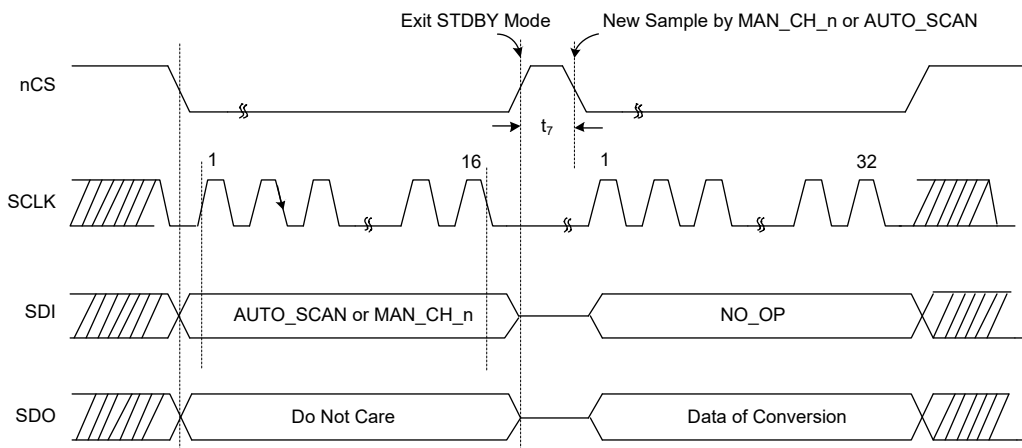 Exit STDBY Mode
New Sample by MAN_CH_n or AUTO_SCAN
nCS
t7
1
16
1
32
SCLK
SDI
AUTO_SCAN or MAN_CH_n
NO_OP
SDO
Do Not Care
Data of Conversion